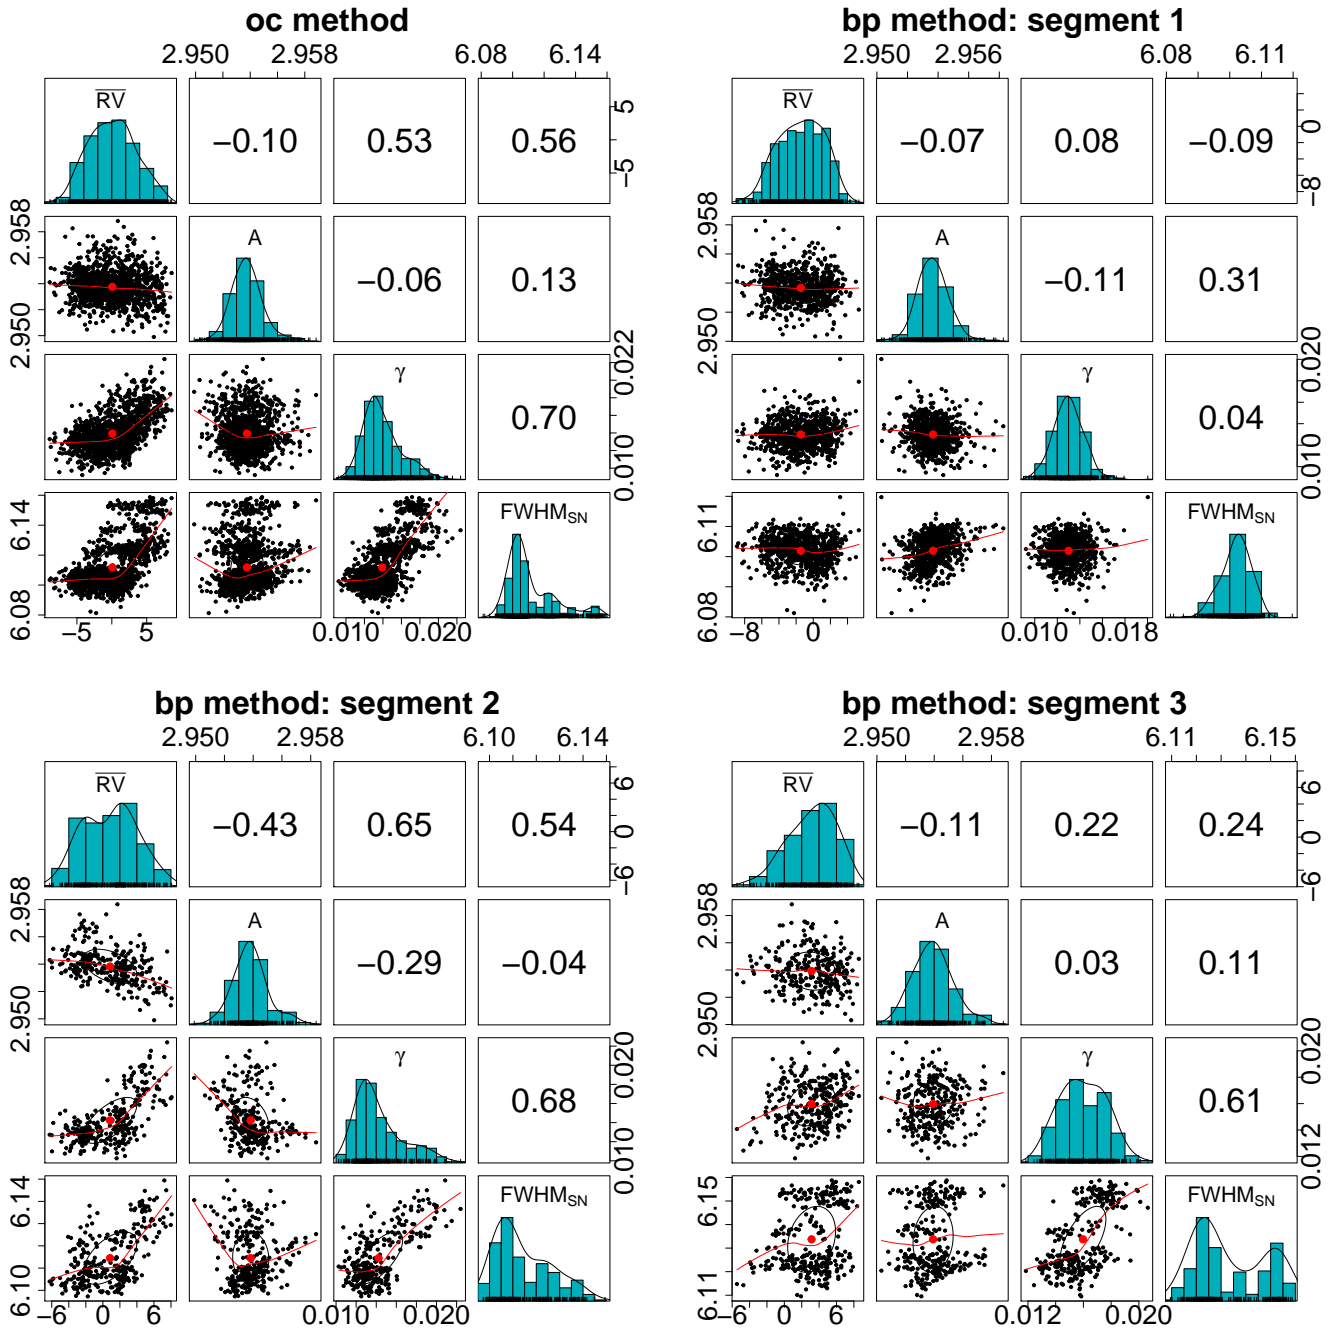 oc method
bp method: segment 1
2.950 2.958 6.08 6.14
2.950 2.956 6.08 6.11
RV −0.10 0.53 0.56 −5 5
RV −0.07 0.08 −0.09 −8 0
2.950 2.958 A −0.06 0.13
2.950 2.958 A −0.11 0.31
γ 0.70 0.010 0.022
γ 0.04 0.010 0.020
6.08 6.14 FWHMSN
6.08 6.11 FWHMSN
−5 5 0.010 0.020
−8 0 0.010 0.018
bp method: segment 2
bp method: segment 3
2.950 2.958 6.10 6.14
2.950 2.958 6.11 6.15
RV −0.43 0.65 0.54 −6 0 6
RV −0.11 0.22 0.24 −6 0 6
2.950 2.958 A −0.29 −0.04
2.950 2.958 A 0.03 0.11
γ 0.68 0.010 0.020
γ 0.61 0.012 0.020
6.10 6.14 FWHMSN
6.11 6.15 FWHMSN
−6 0 6 0.010 0.020
−6 0 6 0.012 0.020